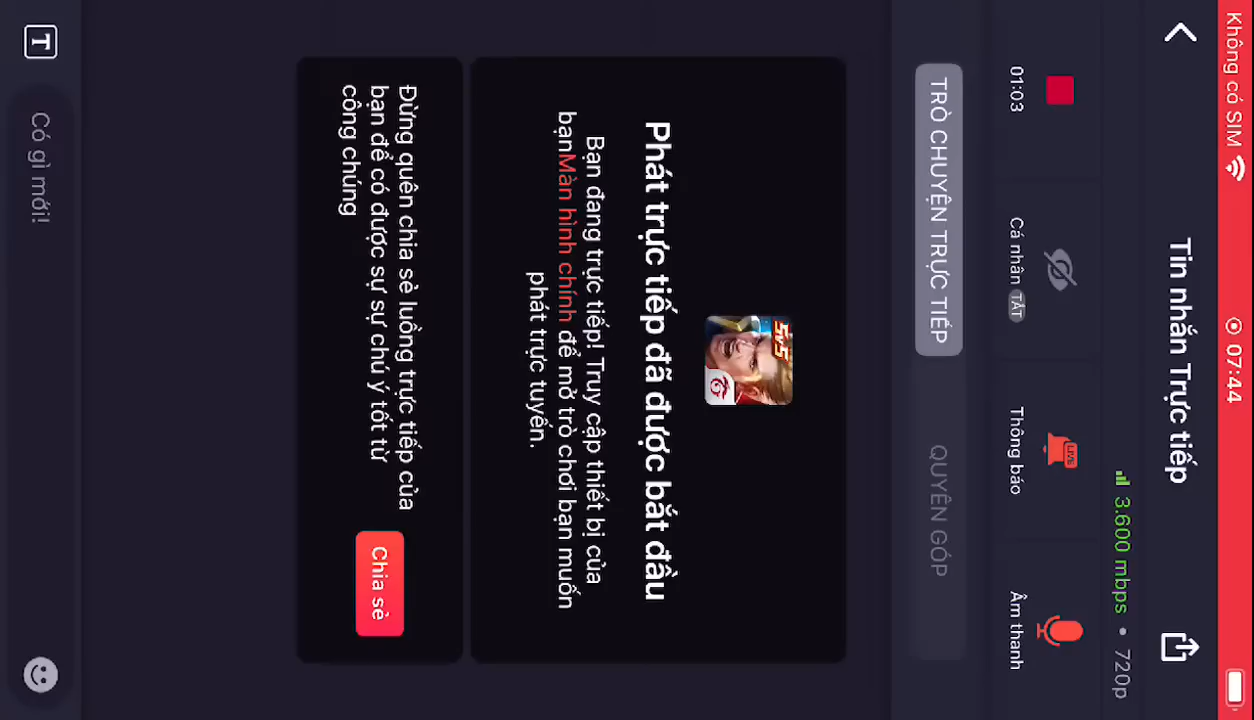 Không có SIM
07:44
Tin nhắn Trực tiếp
3.600 mbps • 720p
01:03
Cá nhân TẮT
LIVE
Thông báo
Âm thanh
TRÒ CHUYỆN TRỰC TIẾP
QUYÊN GÓP
5v5
Phát trực tiếp đã được bắt đầu
Bạn đang trực tiếp! Truy cập thiết bị của
bạnMàn hình chính để mở trò chơi bạn muốn
phát trực tuyến.
Đừng quên chia sẻ luồng trực tiếp của
bạn để có được sự sự chú ý tốt từ
công chúng
Chia sẻ
T
Có gì mới!